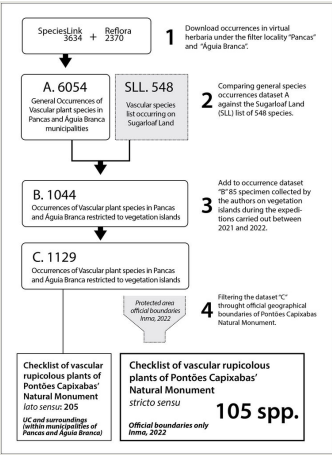 SpeciesLink
3634
+
Reflora
2370
1
Download occurrences in virtual
herbaria under the filter locality "Pancas"
and "Águia Branca".
A. 6054
General Occurrences of
Vascular plant species in
Pancas and Águia Branca
municipalities
SLL. 548
Vascular species
list occurring on
Sugarloaf Land
2
Comparing general species
occurrences dataset A
against the Sugarloaf Land
(SLL) list of 548 species.
B. 1044
Occurrences of Vascular plant species in Pancas
and Águia Branca restricted to vegetation islands
3
Add to occurrence dataset
"B" 85 specimen collected by
the authors on vegetation
islands during the expedi-
tions carried out between
2021 and 2022.
C. 1129
Occurrences of Vascular plant species in Pancas
and Águia Branca restricted to vegetation islands
Protected area
official boundaries
Inma, 2022
4
Filtering the dataset "C"
throught official geographical
boundaries of Pontões Capixabas
Natural Monument.
Checklist of vascular
rupicolous plants of
Pontões Capixabas'
Natural Monument
lato sensu: 205
UC and surroundings
(within municipalities of
Pancas and Águia Branca)
Checklist of vascular rupicolous
plants of Pontões Capixabas'
Natural Monument
stricto sensu
105 spp.
Official boundaries only
Inma, 2022